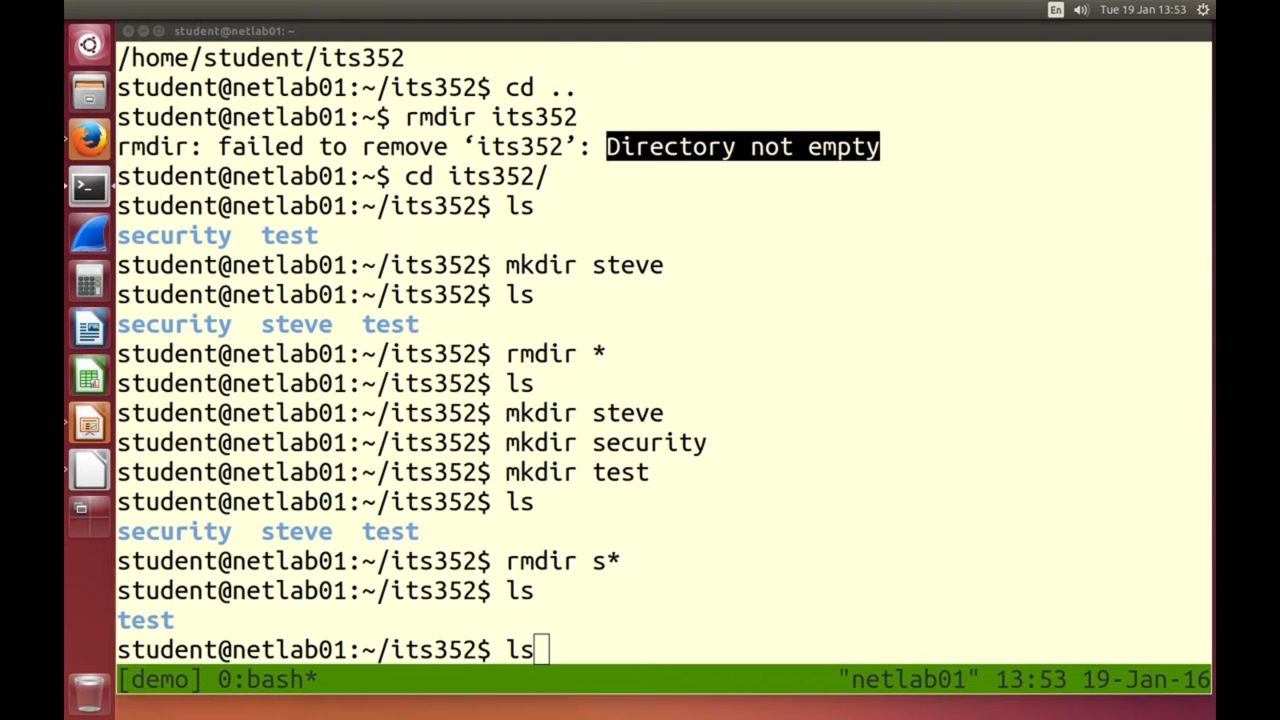 En Tue 19 Jan 13:53
student@netlab01: ~
/home/student/its352
student@netlab01:~/its352$ cd ..
student@netlab01:~$ rmdir its352
rmdir: failed to remove ‘its352’: Directory not empty
student@netlab01:~$ cd its352/
student@netlab01:~/its352$ ls
security  test
student@netlab01:~/its352$ mkdir steve
student@netlab01:~/its352$ ls
security  steve  test
student@netlab01:~/its352$ rmdir *
student@netlab01:~/its352$ ls
student@netlab01:~/its352$ mkdir steve
student@netlab01:~/its352$ mkdir security
student@netlab01:~/its352$ mkdir test
student@netlab01:~/its352$ ls
security  steve  test
student@netlab01:~/its352$ rmdir s*
student@netlab01:~/its352$ ls
test
student@netlab01:~/its352$ ls
[demo] 0:bash* "netlab01" 13:53 19-Jan-16